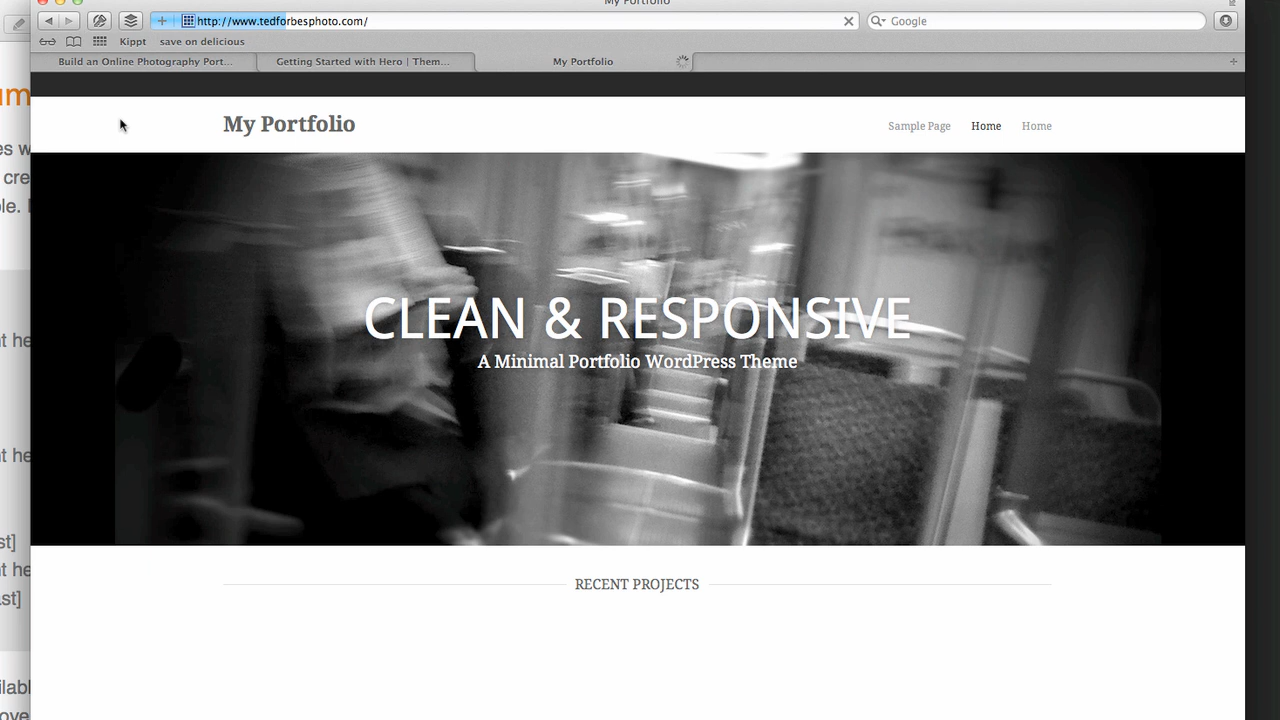 My Portfolio
http://www.tedforbesphoto.com/
Google
Kippt save on delicious
Build an Online Photography Port... Getting Started with Hero | Them... My Portfolio
My Portfolio
Sample Page Home Home
CLEAN & RESPONSIVE
A Minimal Portfolio WordPress Theme
RECENT PROJECTS